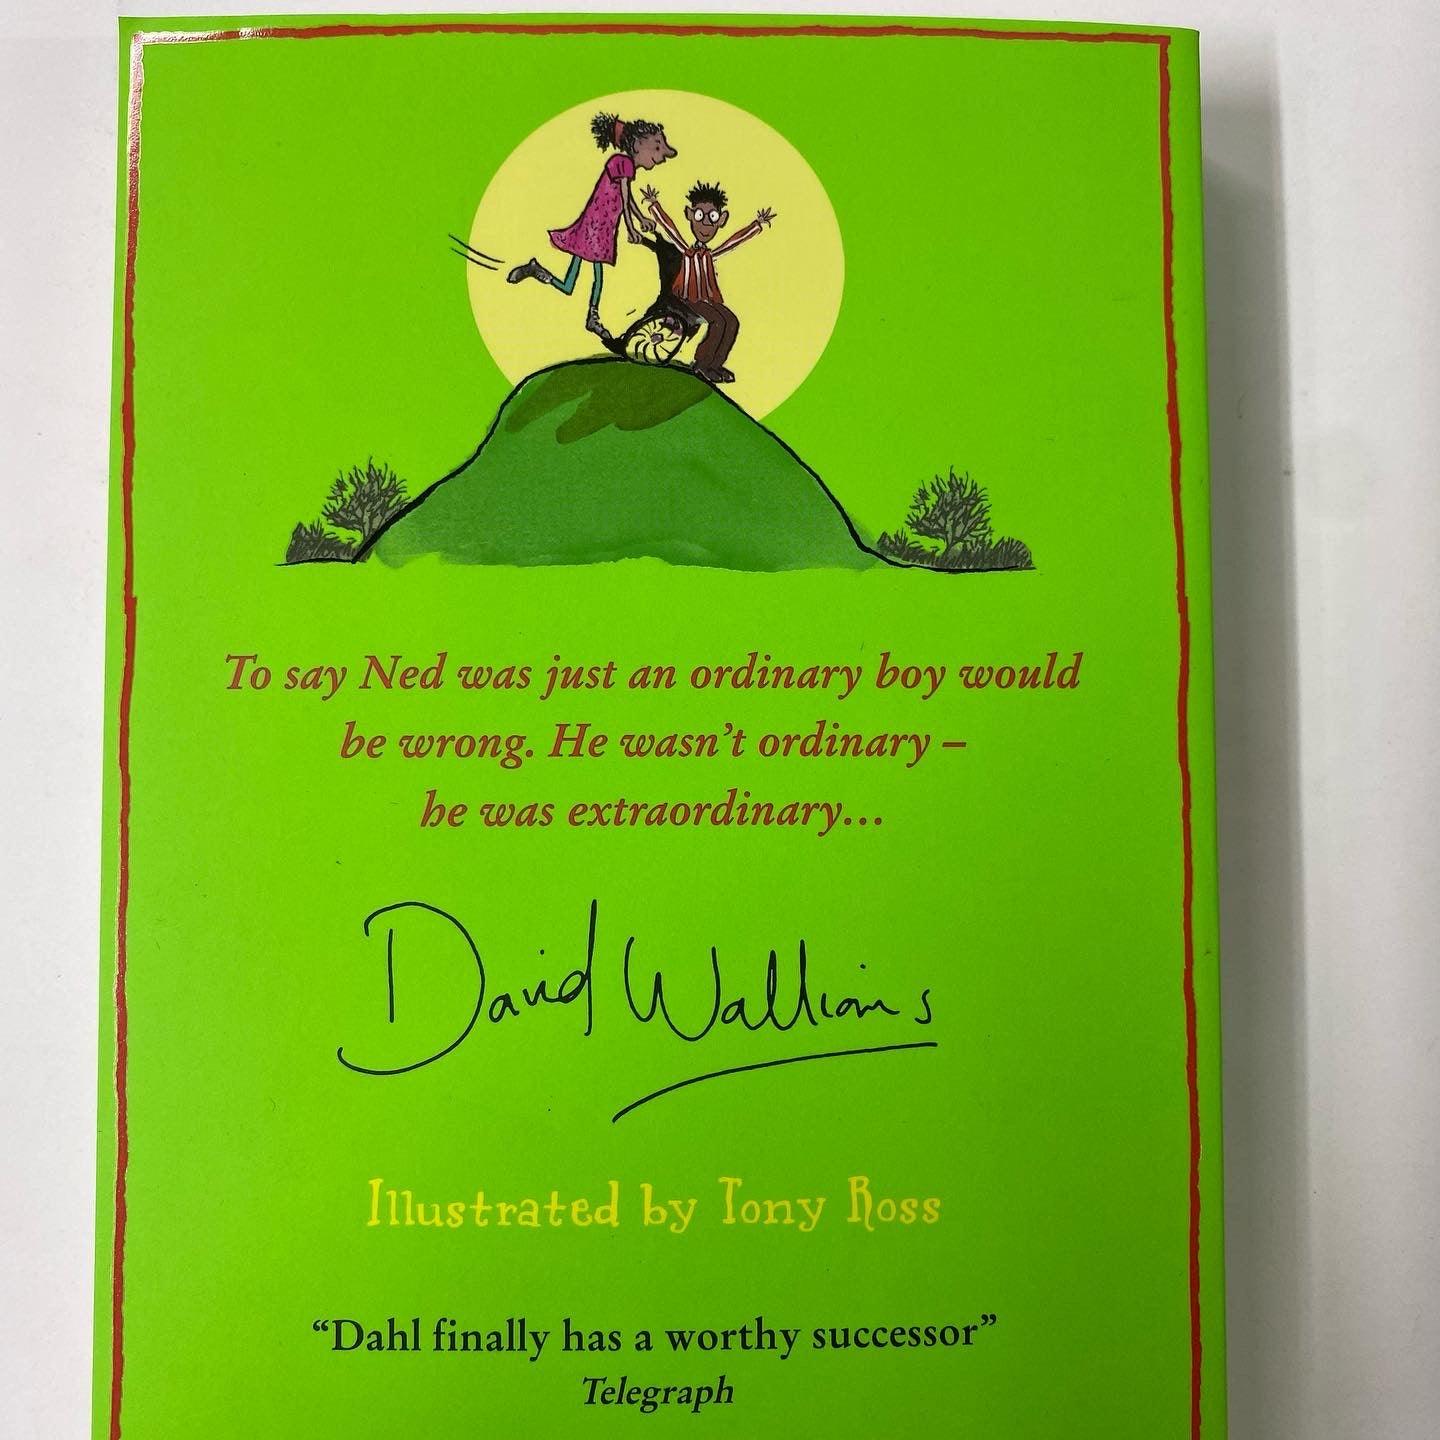 To say Ned was just an ordinary boy would
be wrong. He wasn't ordinary –
he was extraordinary...
David Walliams
Illustrated by Tony Ross
“Dahl finally has a worthy successor”
Telegraph